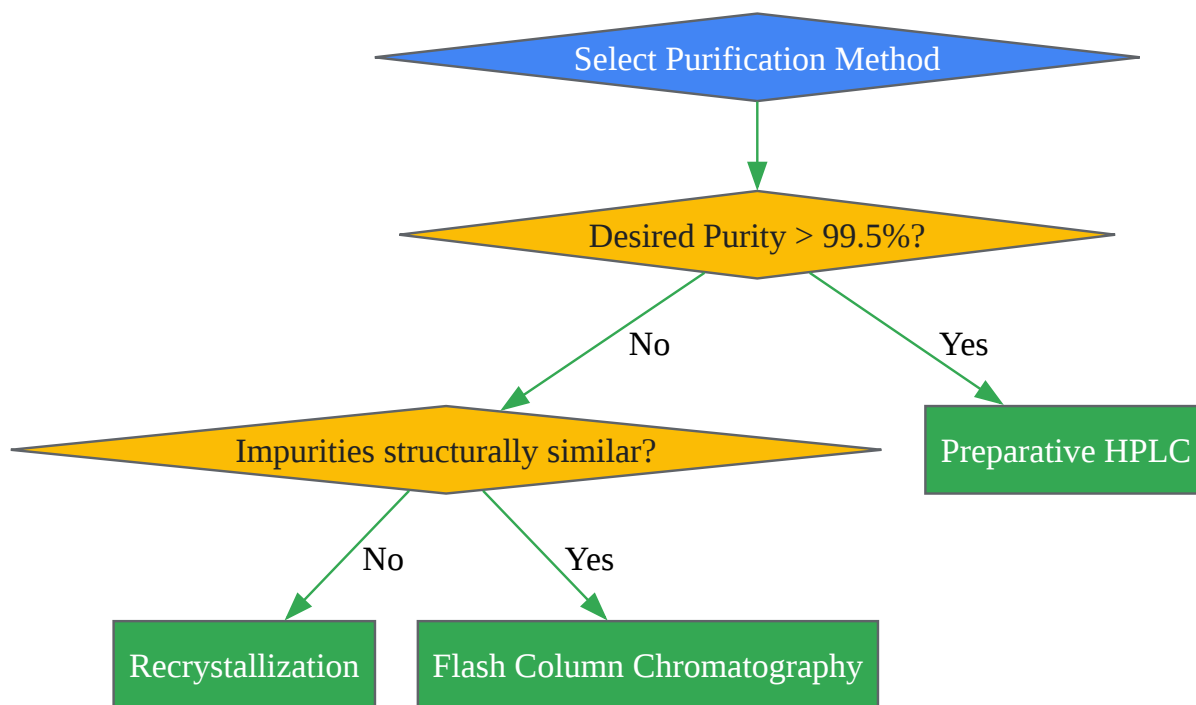 Select Purification Method
Desired Purity > 99.5%?
No
Yes
Impurities structurally similar?
Preparative HPLC
No
Yes
Recrystallization
Flash Column Chromatography